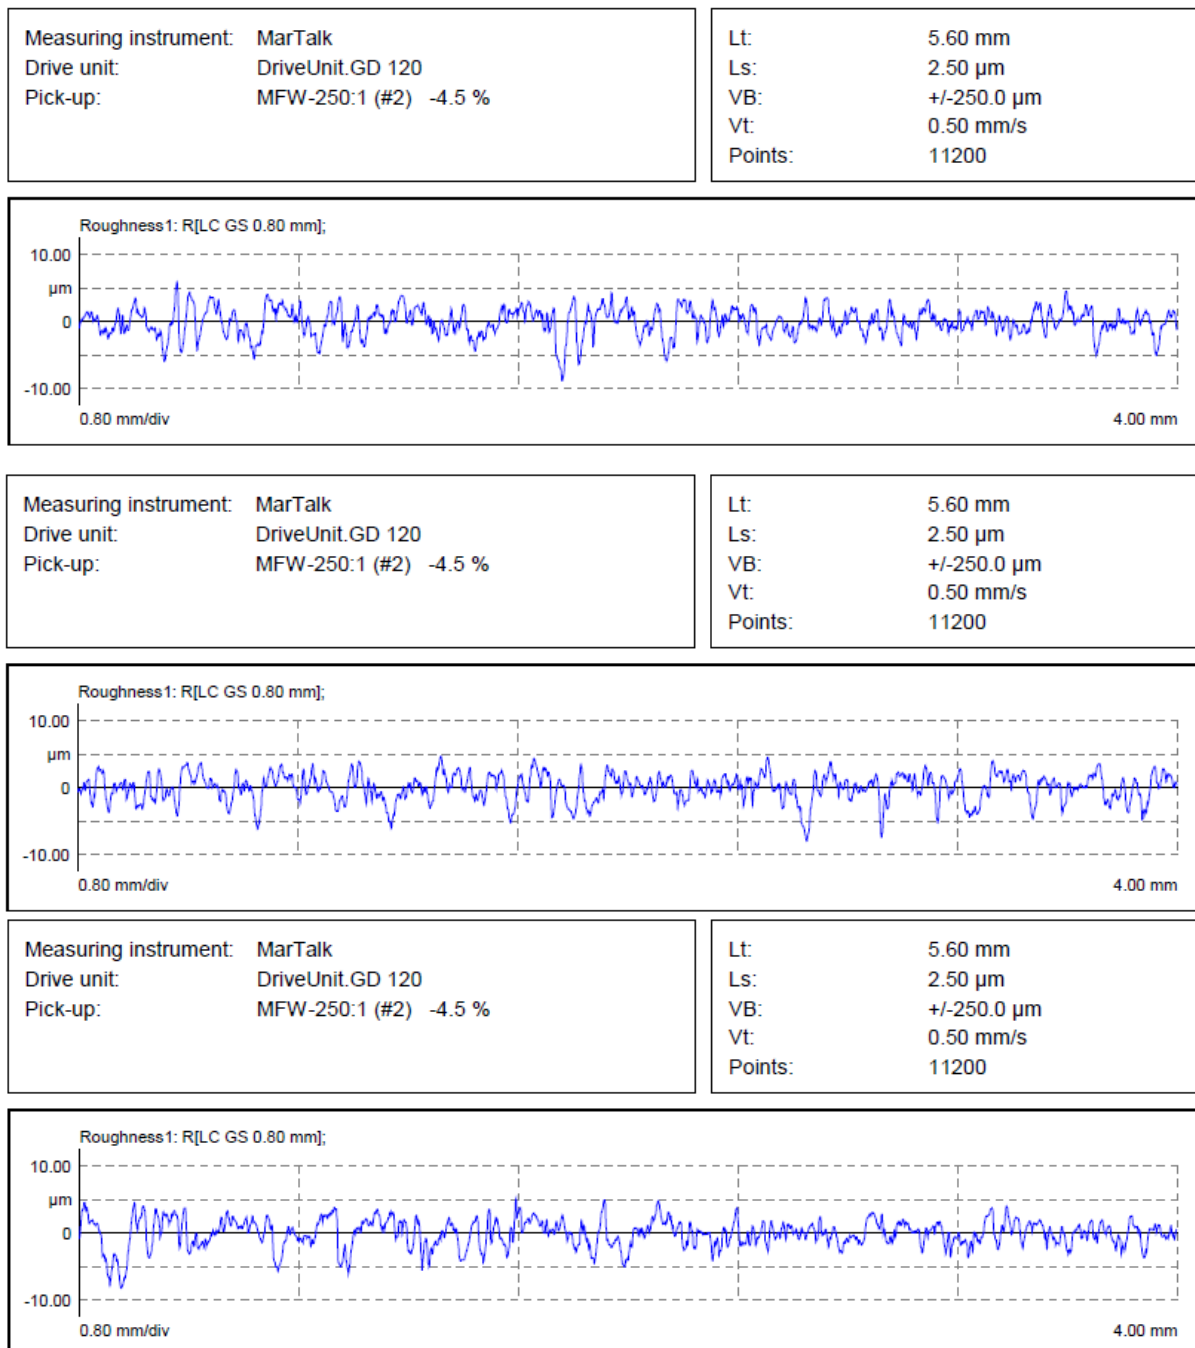 Measuring instrument: MarTalk
Drive unit: DriveUnit.GD 120
Pick-up: MFW-250:1 (#2) -4.5 %
Lt: 5.60 mm
Ls: 2.50 µm
VB: +/-250.0 µm
Vt: 0.50 mm/s
Points: 11200
Roughness1: R[LC GS 0.80 mm];
10.00
µm
0
-10.00
0.80 mm/div 4.00 mm
Measuring instrument: MarTalk
Drive unit: DriveUnit.GD 120
Pick-up: MFW-250:1 (#2) -4.5 %
Lt: 5.60 mm
Ls: 2.50 µm
VB: +/-250.0 µm
Vt: 0.50 mm/s
Points: 11200
Roughness1: R[LC GS 0.80 mm];
10.00
µm
0
-10.00
0.80 mm/div 4.00 mm
Measuring instrument: MarTalk
Drive unit: DriveUnit.GD 120
Pick-up: MFW-250:1 (#2) -4.5 %
Lt: 5.60 mm
Ls: 2.50 µm
VB: +/-250.0 µm
Vt: 0.50 mm/s
Points: 11200
Roughness1: R[LC GS 0.80 mm];
10.00
µm
0
-10.00
0.80 mm/div 4.00 mm